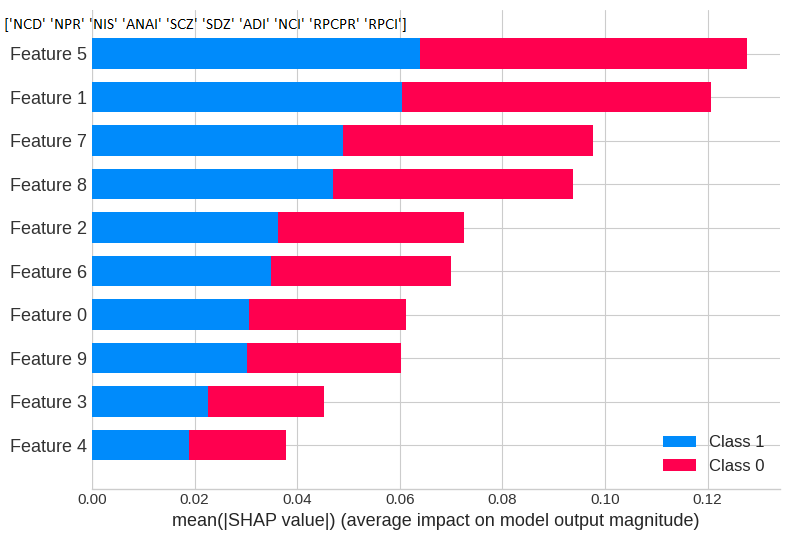 ['NCD' 'NPR' 'NIS' 'ANAI' 'SCZ' 'SDZ' 'ADI' 'NCI' 'RPCPR' 'RPCI']
Feature 5
Feature 1
Feature 7
Feature 8
Feature 2
Feature 6
Feature 0
Feature 9
Feature 3
Feature 4
Class 1
Class 0
0.00 0.02 0.04 0.06 0.08 0.10 0.12
mean(|SHAP value|) (average impact on model output magnitude)